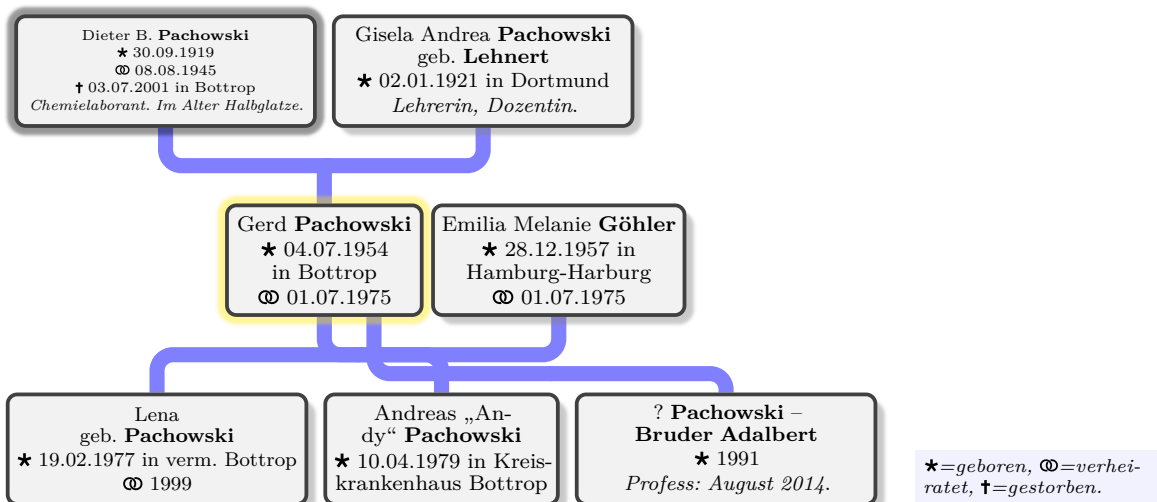 Dieter B. Pachowski
★ 30.09.1919
⚭ 08.08.1945
✝ 03.07.2001 in Bottrop
Chemielaborant. Im Alter Halbglatze.
Gisela Andrea Pachowski
geb. Lehnert
★ 02.01.1921 in Dortmund
Lehrerin, Dozentin.
Gerd Pachowski
★ 04.07.1954
in Bottrop
⚭ 01.07.1975
Emilia Melanie Göhler
★ 28.12.1957 in
Hamburg-Harburg
⚭ 01.07.1975
Lena
geb. Pachowski
★ 19.02.1977 in verm. Bottrop
⚭ 1999
Andreas „An-
dy“ Pachowski
★ 10.04.1979 in Kreis-
krankenhaus Bottrop
? Pachowski –
Bruder Adalbert
★ 1991
Profess: August 2014.
★=geboren, ⚭=verhei-
ratet, ✝=gestorben.